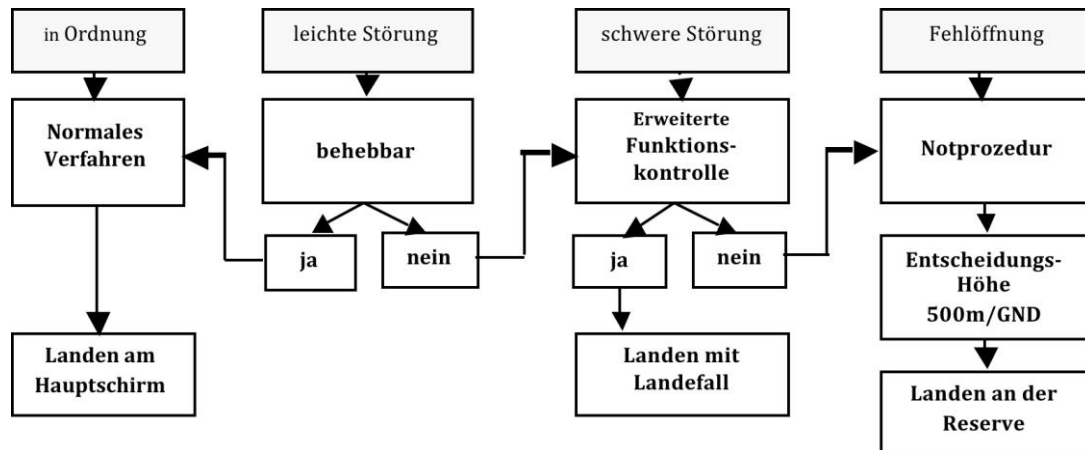 in Ordnung
leichte Störung
schwere Störung
Fehlöffnung
Normales
Verfahren
behebbar
Erweiterte
Funktions-
kontrolle
Notprozedur
ja
nein
ja
nein
Entscheidungs-
Höhe
500m/GND
Landen am
Hauptschirm
Landen mit
Landefall
Landen an der
Reserve